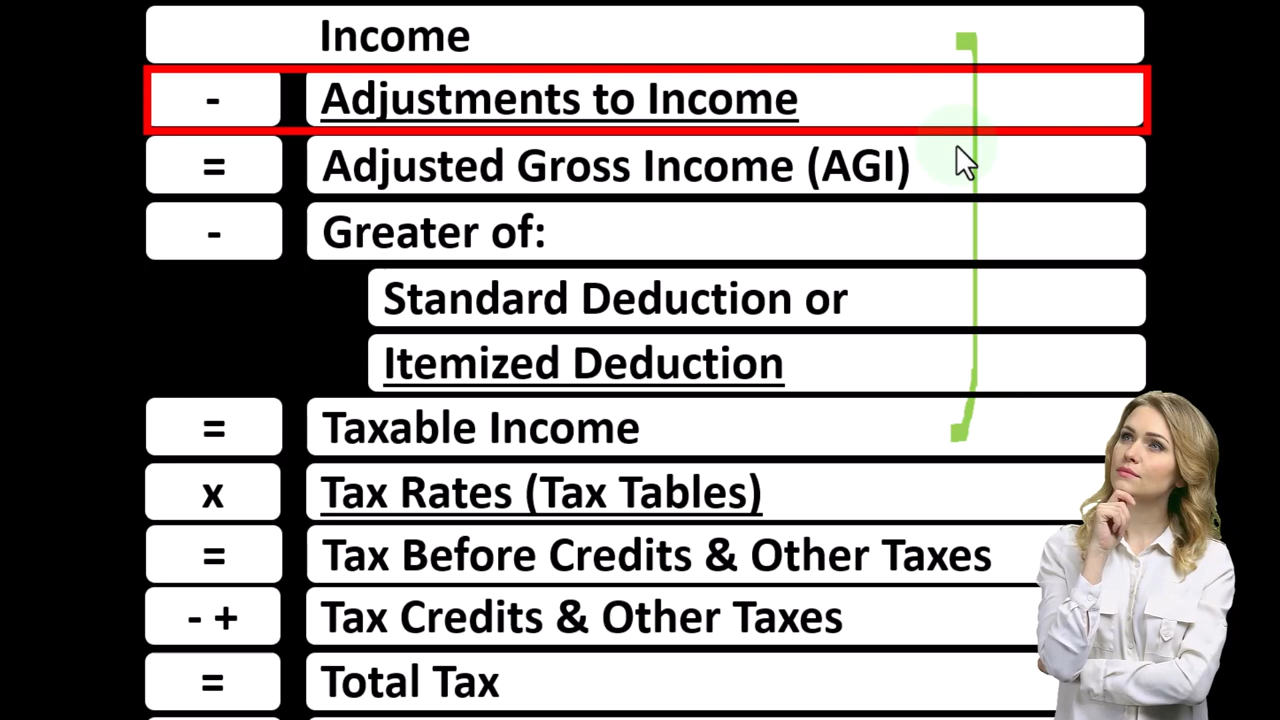 Income
- Adjustments to Income
= Adjusted Gross Income (AGI)
- Greater of:
Standard Deduction or
Itemized Deduction
= Taxable Income
x Tax Rates (Tax Tables)
= Tax Before Credits & Other Taxes
- + Tax Credits & Other Taxes
= Total Tax